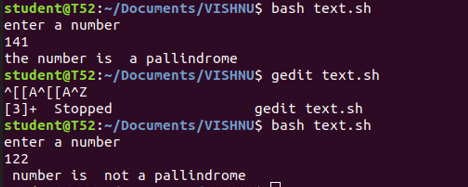 student@T52:~/Documents/VISHNU$ bash text.sh
enter a number
141
the number is  a pallindrome
student@T52:~/Documents/VISHNU$ gedit text.sh
^[[A^[[A^Z
[3]+  Stopped                 gedit text.sh
student@T52:~/Documents/VISHNU$ bash text.sh
enter a number
122
 number is  not a pallindrome